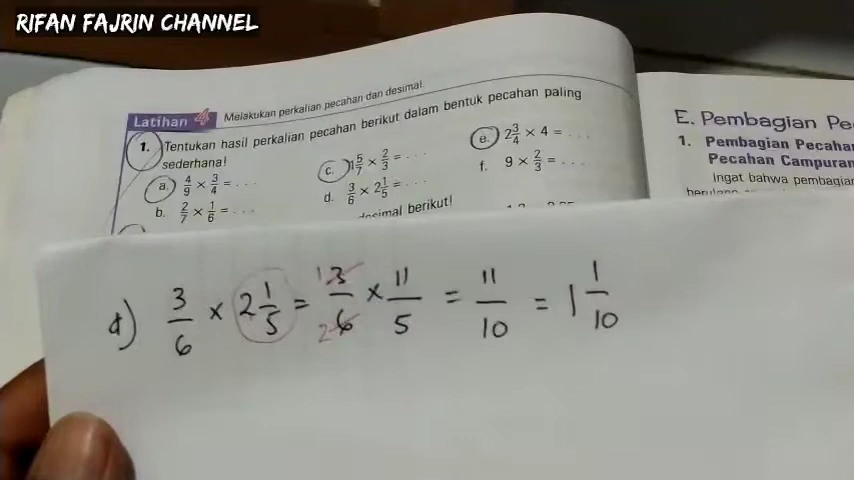 RIFAN FAJRIN CHANNEL
Latihan 4 Melakukan perkalian pecahan dan desimal.
1. Tentukan hasil perkalian pecahan berikut dalam bentuk pecahan paling
sederhana!
a. 4/9 × 3/4 = . . .
b. 2/7 × 1/6 = . . .
c. 1 5/7 × 2/3 = . . .
d. 3/6 × 2 1/5 = . . .
e. 2 3/4 × 4 = . . .
f. 9 × 2/3 = . . . .
desimal berikut!
E. Pembagian Pe
1. Pembagian Pecahan
Pecahan Campuran
Ingat bahwa pembagian
berulang
d) 3/6 × 2 1/5 = 3/6 × 11/5 = 11/10 = 1 1/10
1
2